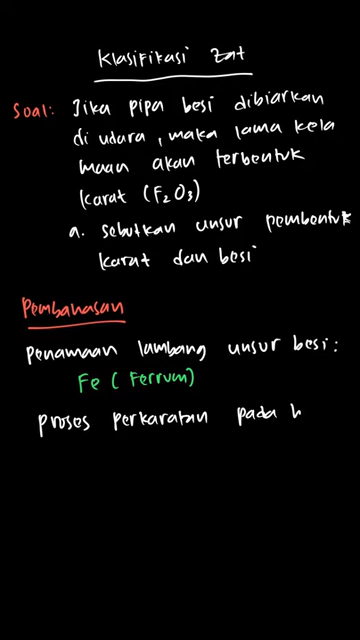 Klasifikasi Zat
Soal: Jika pipa besi dibiarkan
di udara, maka lama kela
maan akan terbentuk
karat (F2O3)
a. sebutkan unsur pembentuk
karat dan besi
Pembahasan
penamaan lambang unsur besi:
Fe (Ferrum)
proses perkaratan pada